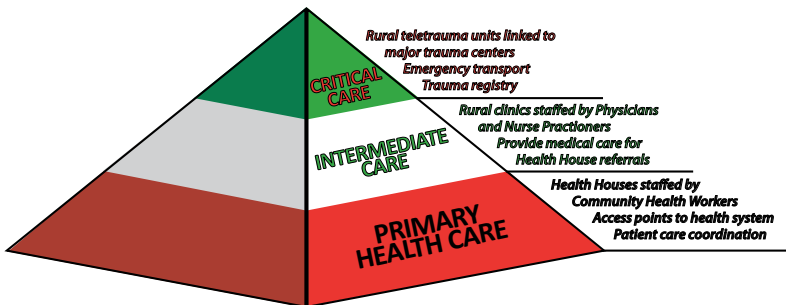 Rural teletrauma units linked to
major trauma centers
Emergency transport
Trauma registry
CRITICAL
CARE
Rural clinics staffed by Physicians
and Nurse Practioners
Provide medical care for
Health House referrals
INTERMEDIATE
CARE
Health Houses staffed by
Community Health Workers
Access points to health system
Patient care coordination
PRIMARY
HEALTH CARE